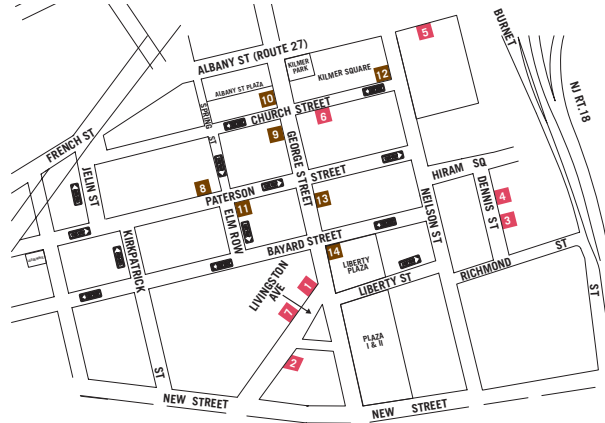 BURNET
ST
NJ RT.18
ALBANY ST (ROUTE 27)
KILMER
PARK
KILMER SQUARE
5
12
ALBANY ST PLAZA
10
CHURCH STREET
6
SPRING
ST
9
GEORGE STREET
FRENCH ST
JELIN ST
8
PATERSON STREET
11
ELM ROW
13
HIRAM SQ
DENNIS ST
4
3
NEILSON ST
KIRKPATRICK
ST
BAYARD STREET
14
LIBERTY
PLAZA
LIBERTY ST
RICHMOND ST
LIVINGSTON
AVE
1
7
2
PLAZA
I & II
NEW STREET
NEW STREET